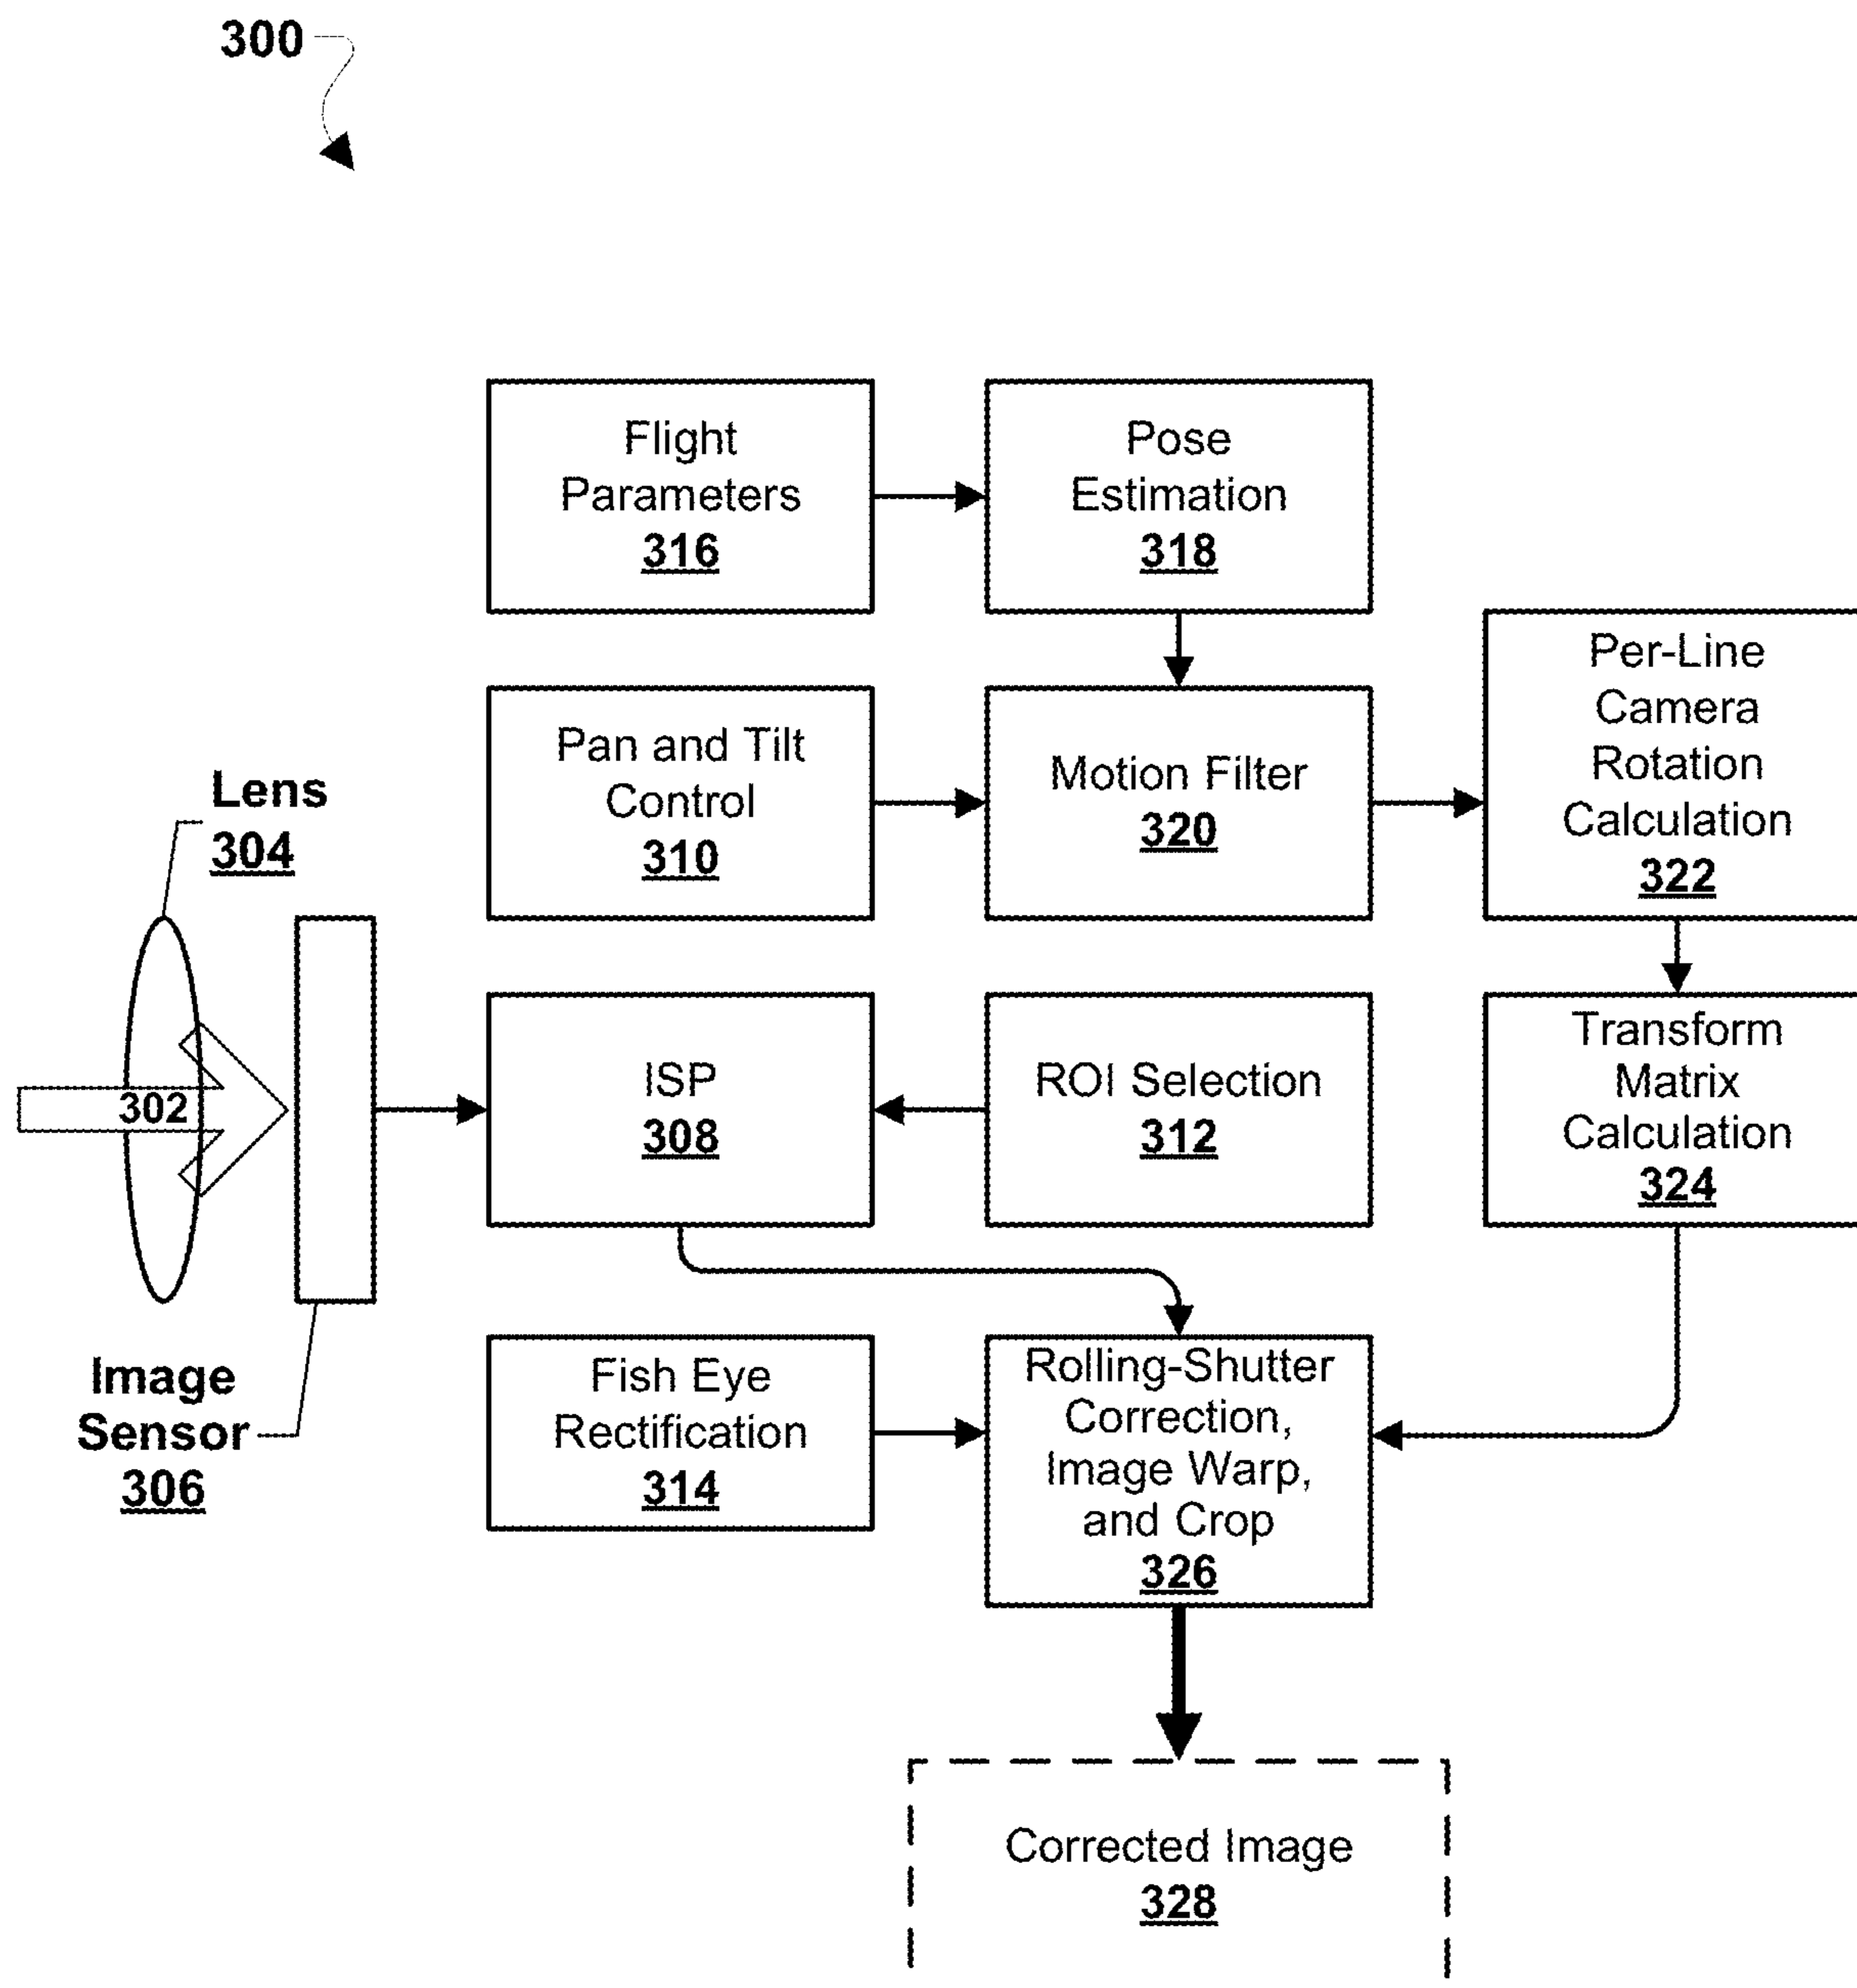 300
Flight
Parameters
316
Pose
Estimation
318
Pan and Tilt
Control
310
Motion Filter
320
Per-Line
Camera
Rotation
Calculation
322
Lens
304
302
ISP
308
ROI Selection
312
Transform
Matrix
Calculation
324
Image
Sensor
306
Fish Eye
Rectification
314
Rolling-Shutter
Correction,
Image Warp,
and Crop
326
Corrected Image
328